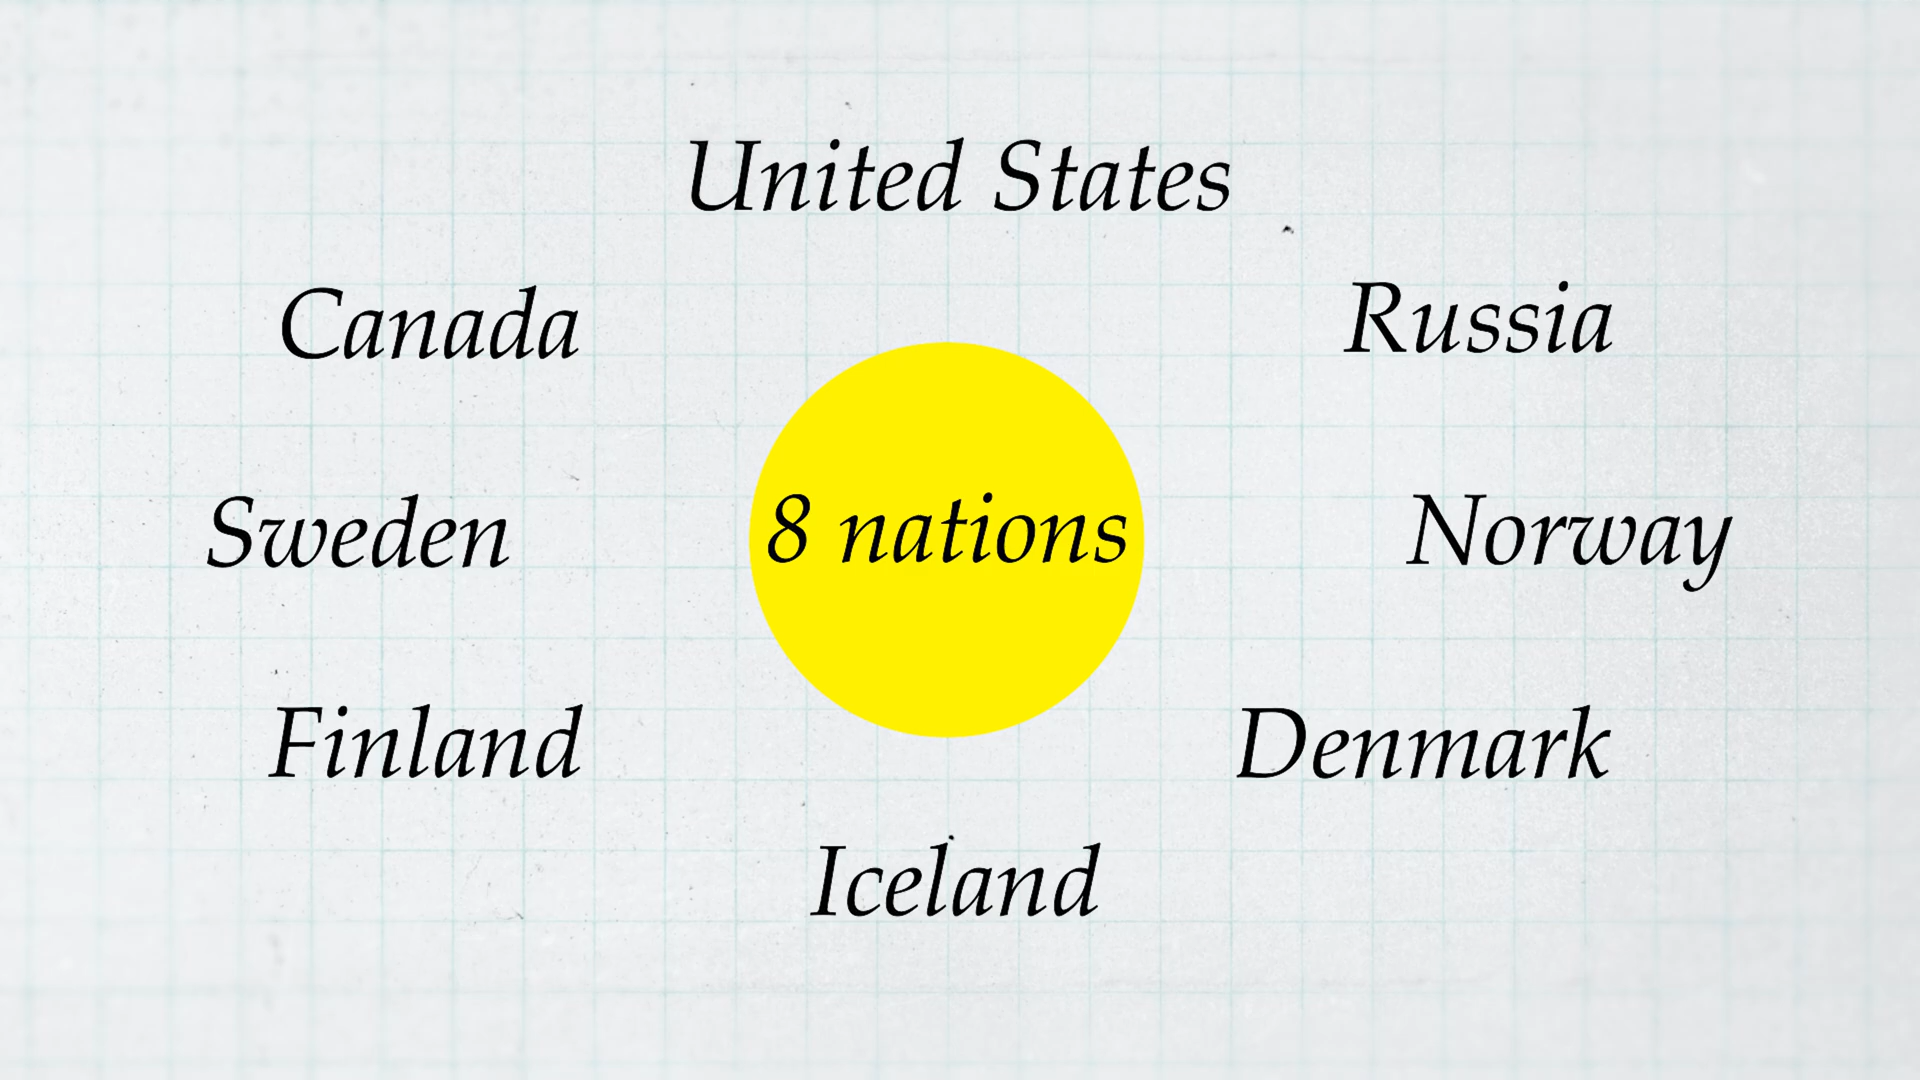 United States
Canada
Russia
Sweden
8 nations
Norway
Finland
Denmark
Iceland